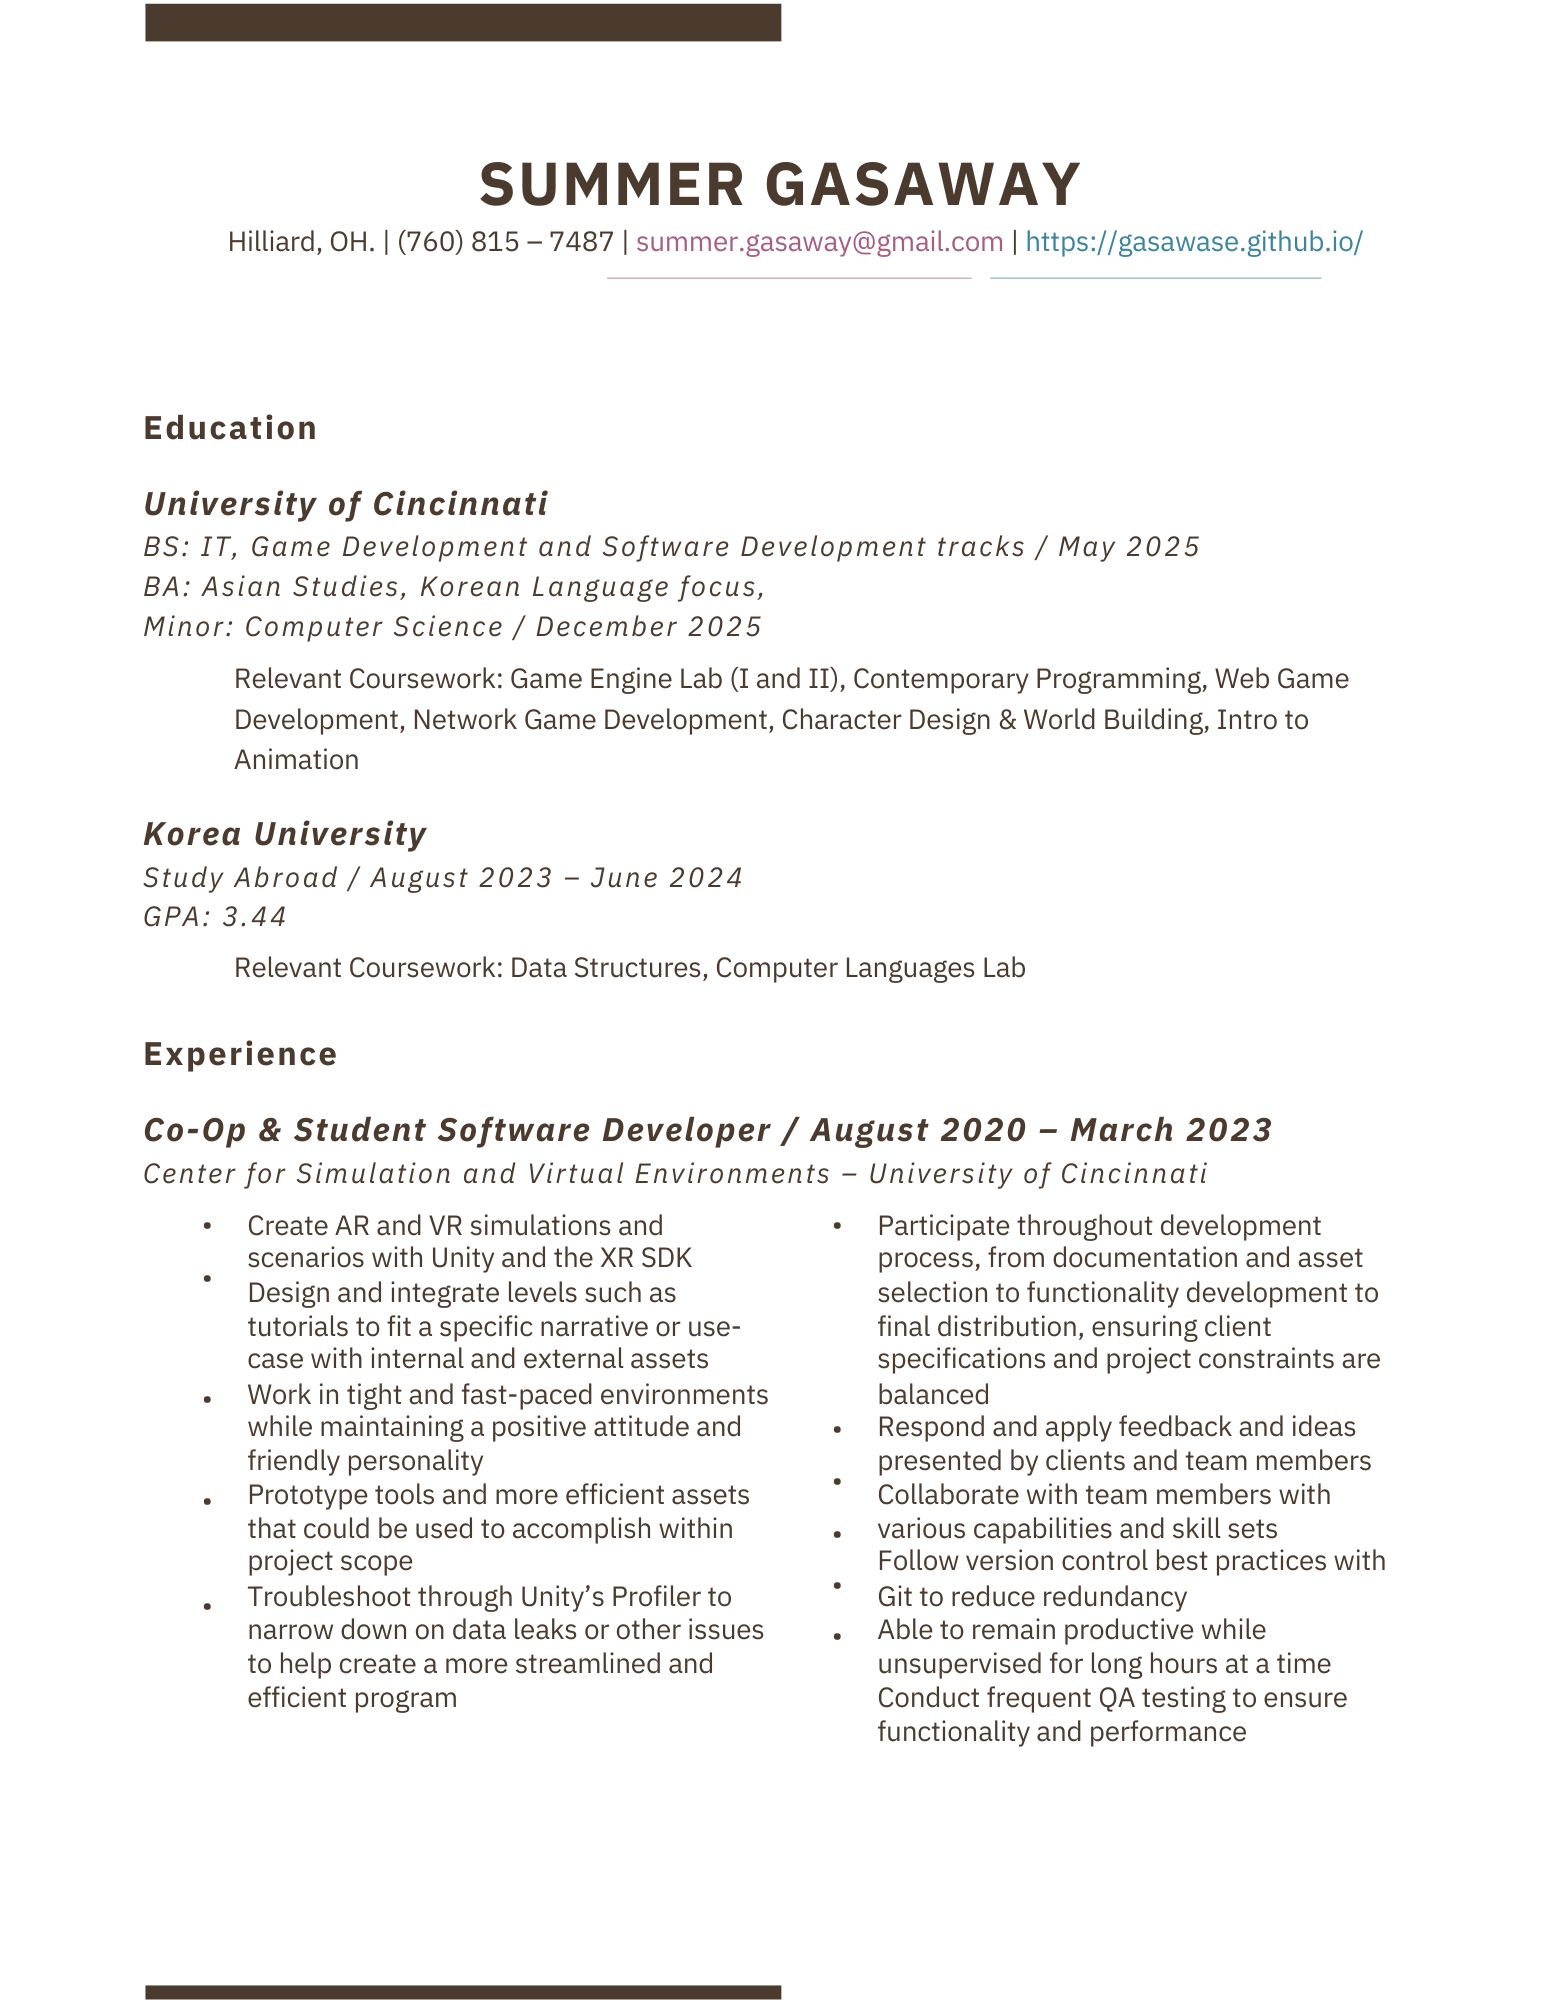 SUMMER GASAWAY
Hilliard, OH. | (760) 815 – 7487 | summer.gasaway@gmail.com | https://gasawase.github.io/
Education
University of Cincinnati
BS: IT, Game Development and Software Development tracks / May 2025
BA: Asian Studies, Korean Language focus,
Minor: Computer Science / December 2025
Relevant Coursework: Game Engine Lab (I and II), Contemporary Programming, Web Game
Development, Network Game Development, Character Design & World Building, Intro to
Animation
Korea University
Study Abroad / August 2023 – June 2024
GPA: 3.44
Relevant Coursework: Data Structures, Computer Languages Lab
Experience
Co-Op & Student Software Developer / August 2020 – March 2023
Center for Simulation and Virtual Environments – University of Cincinnati
• Create AR and VR simulations and
scenarios with Unity and the XR SDK
• Design and integrate levels such as
tutorials to fit a specific narrative or use-
case with internal and external assets
• Work in tight and fast-paced environments
while maintaining a positive attitude and
friendly personality
• Prototype tools and more efficient assets
that could be used to accomplish within
project scope
• Troubleshoot through Unity’s Profiler to
narrow down on data leaks or other issues
to help create a more streamlined and
efficient program
• Participate throughout development
process, from documentation and asset
selection to functionality development to
final distribution, ensuring client
specifications and project constraints are
balanced
• Respond and apply feedback and ideas
presented by clients and team members
• Collaborate with team members with
various capabilities and skill sets
• Follow version control best practices with
Git to reduce redundancy
• Able to remain productive while
unsupervised for long hours at a time
• Conduct frequent QA testing to ensure
functionality and performance